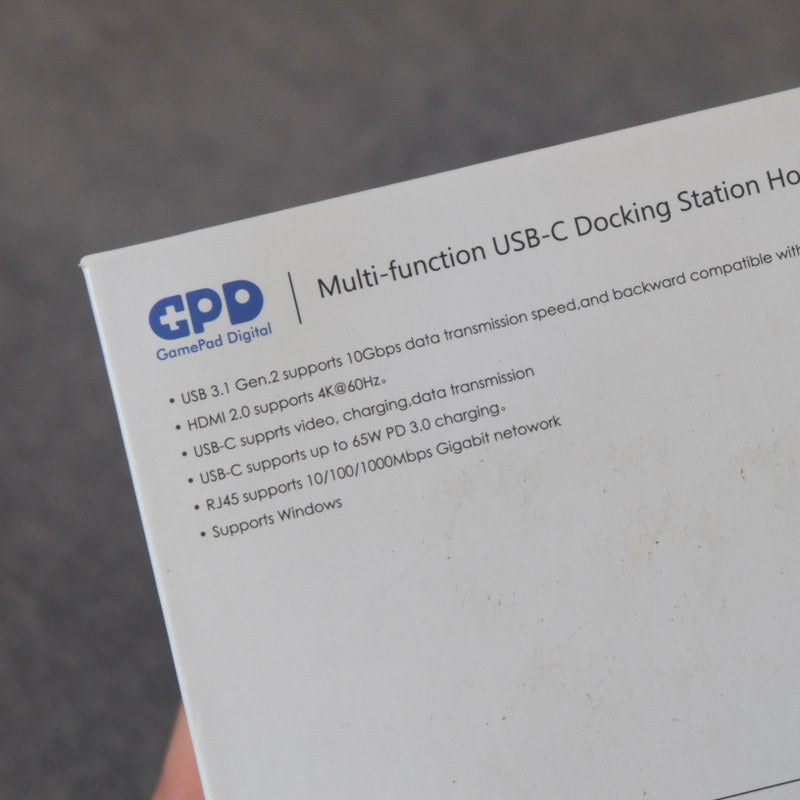 GPD
GamePad Digital
Multi-function USB-C Docking Station
• USB 3.1 Gen.2 supports 10Gbps data transmission speed,and backward compatible with
• HDMI 2.0 supports 4K@60Hz。
• USB-C supprts video, charging,data transmission
• USB-C supports up to 65W PD 3.0 charging。
• RJ45 supports 10/100/1000Mbps Gigabit netowork
• Supports Windows